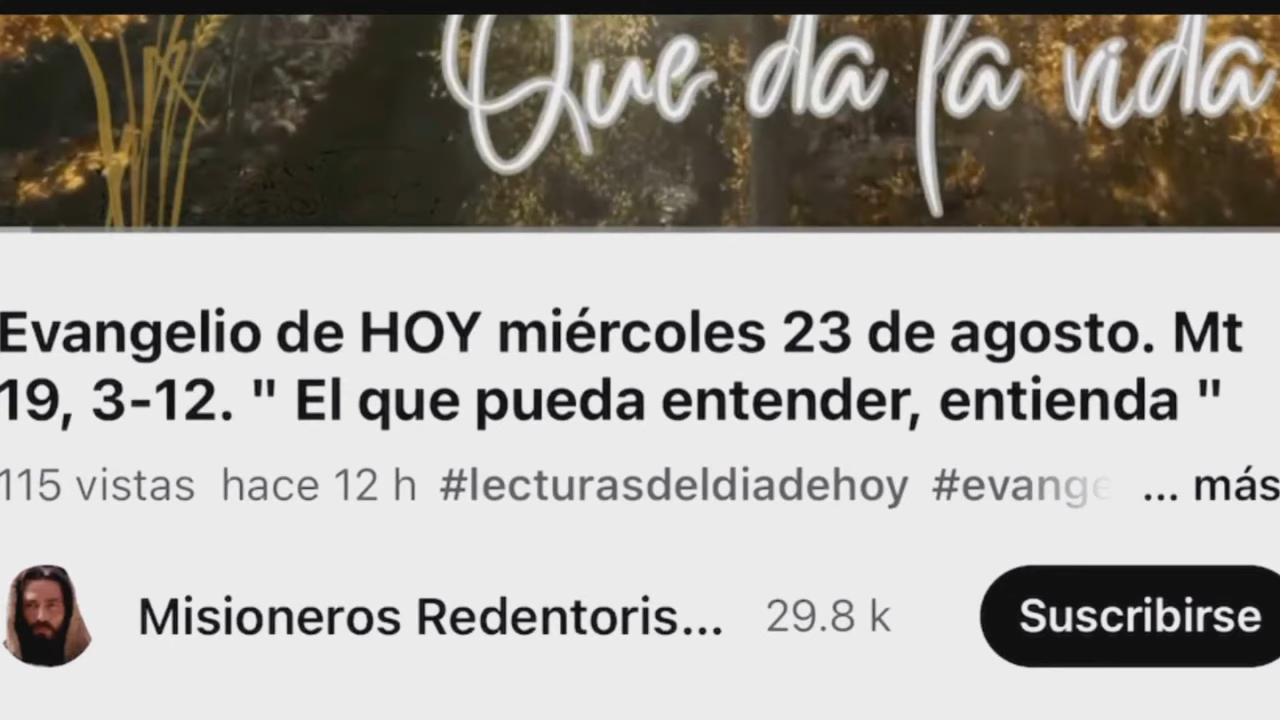 Que da la vida
Evangelio de HOY miércoles 23 de agosto. Mt
19, 3-12. " El que pueda entender, entienda "
115 vistas hace 12 h #lecturasdeldiadehoy #evange ... más
Misioneros Redentoris... 29.8 k Suscribirse